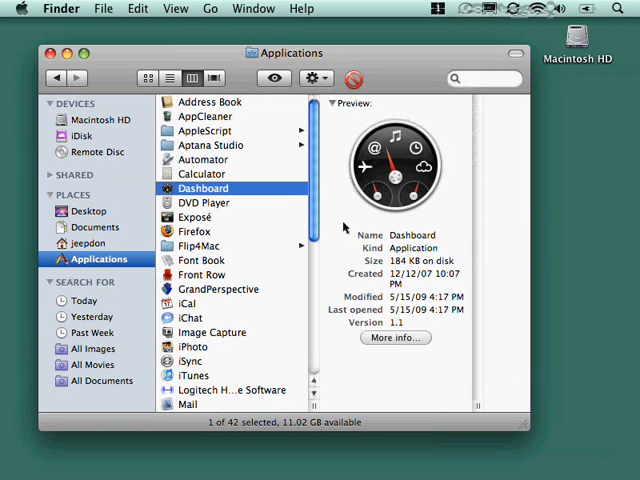 Finder File Edit View Go Window Help
1
Macintosh HD
Applications
DEVICES
Macintosh HD
iDisk
Remote Disc
SHARED
PLACES
Desktop
Documents
jeepdon
Applications
SEARCH FOR
Today
Yesterday
Past Week
All Images
All Movies
All Documents
Address Book
AppCleaner
AppleScript
Aptana Studio
Automator
Calculator
Dashboard
DVD Player
Exposé
Firefox
Flip4Mac
Font Book
Front Row
GrandPerspective
iCal
iChat
Image Capture
iPhoto
iSync
iTunes
Logitech H...e Software
Mail
Preview:
Name Dashboard
Kind Application
Size 184 KB on disk
Created 12/12/07 10:07
PM
Modified 5/15/09 4:17 PM
Last opened 5/15/09 4:17 PM
Version 1.1
More info...
1 of 42 selected, 11.02 GB available